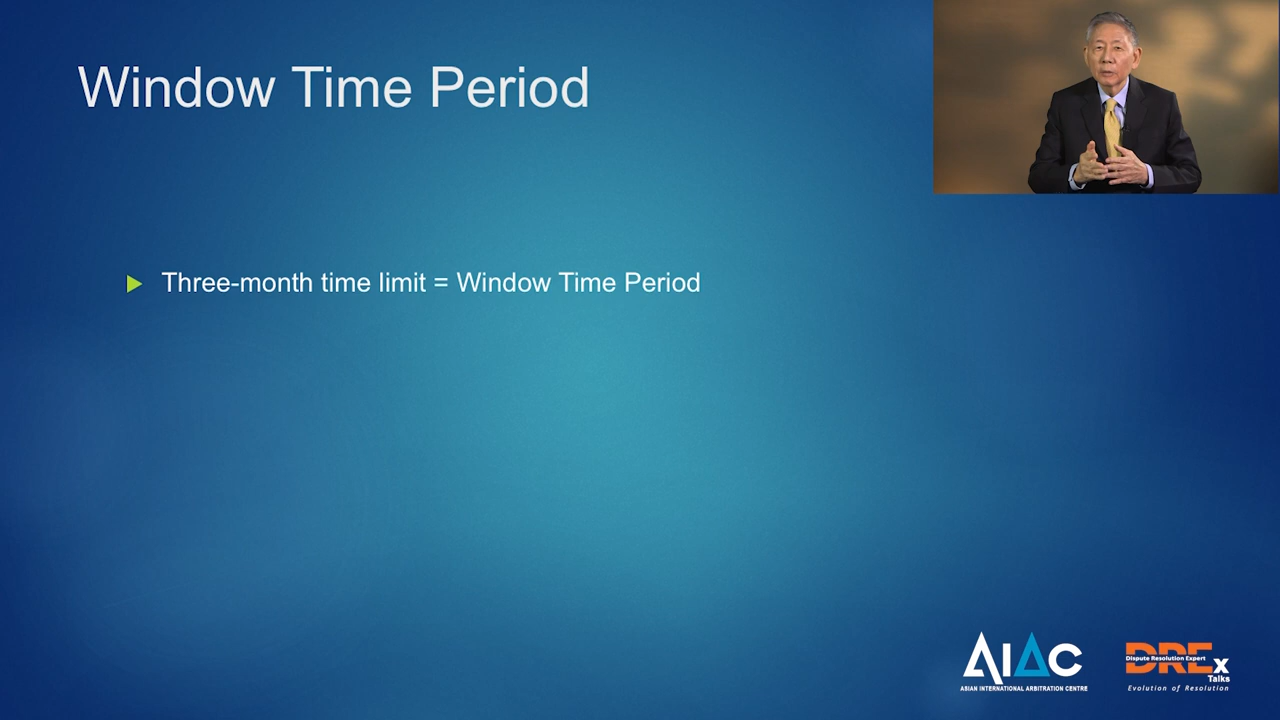 Window Time Period
Three-month time limit = Window Time Period
AIAC
ASIAN INTERNATIONAL ARBITRATION CENTRE
DREx
Dispute Resolution Expert
Talks
Evolution of Resolution